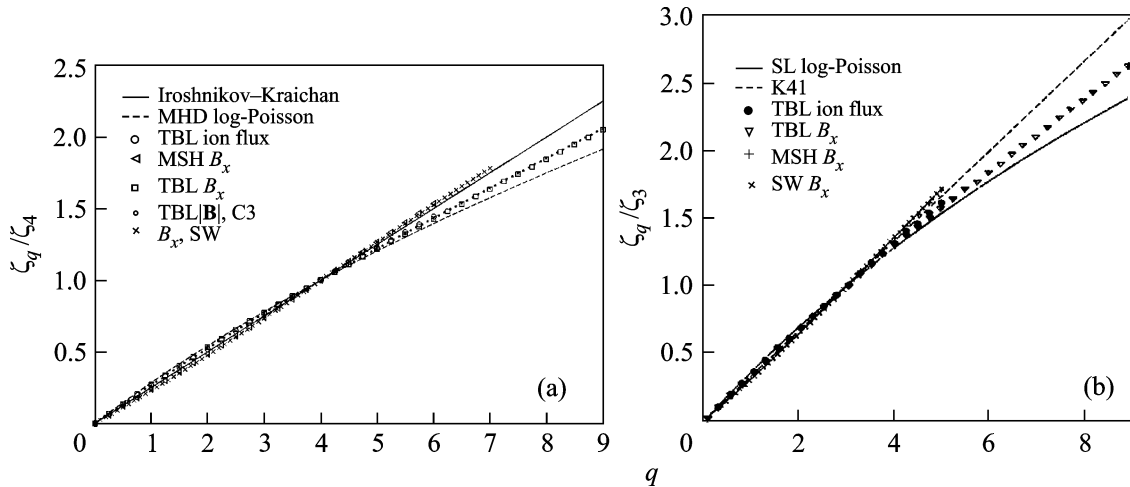 2.5
2.0
1.5
1.0
0.5
0
1 2 3 4 5 6 7 8 9
ζq/ζ4
Iroshnikov–Kraichan
MHD log-Poisson
TBL ion flux
MSH Bx
TBL Bx
TBL|B|, C3
Bx, SW
(a)
3.0
2.5
2.0
1.5
1.0
0.5
0
2 4 6 8
ζq/ζ3
SL log-Poisson
K41
TBL ion flux
TBL Bx
MSH Bx
SW Bx
(b)
q